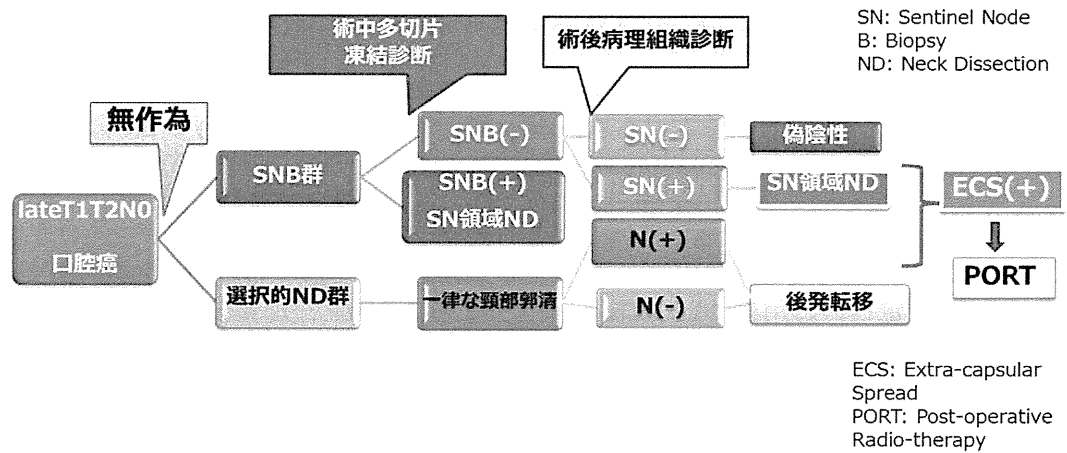 SN: Sentinel Node
B: Biopsy
ND: Neck Dissection
術中多切片
凍結診断
術後病理組織診断
無作為
SNB(-)
SN(-)
偽陰性
SNB群
SNB(+)
SN領域ND
SN(+)
SN領域ND
ECS(+)
lateT1T2N0
口腔癌
N(+)
PORT
選択的ND群
一律な頸部郭清
N(-)
後発転移
ECS: Extra-capsular
Spread
PORT: Post-operative
Radio-therapy